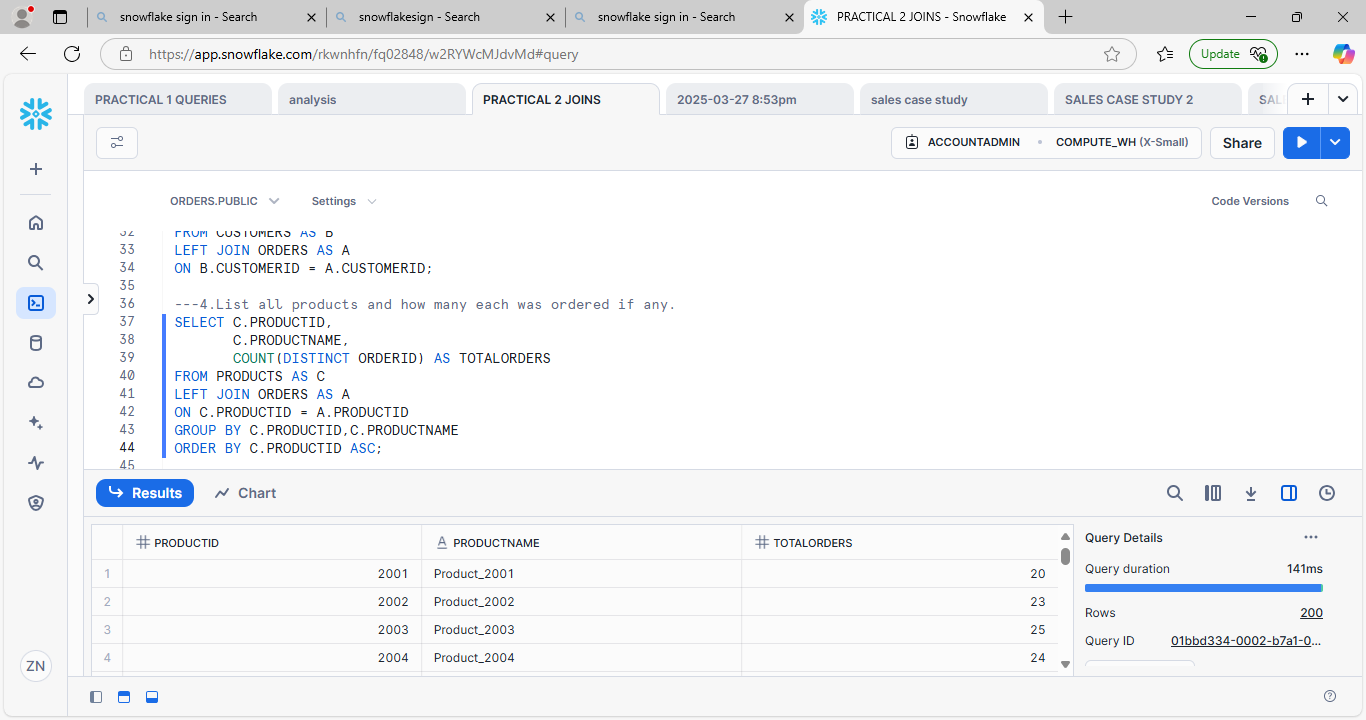 snowflake sign in - Search
snowflakesign - Search
snowflake sign in - Search
PRACTICAL 2 JOINS - Snowflake
https://app.snowflake.com/rkwnhfn/fq02848/w2RYWcMJdvMd#query
Update
PRACTICAL 1 QUERIES
analysis
PRACTICAL 2 JOINS
2025-03-27 8:53pm
sales case study
SALES CASE STUDY 2
ACCOUNTADMIN
COMPUTE_WH (X-Small)
Share
ORDERS.PUBLIC
Settings
Code Versions
32 FROM CUSTOMERS AS B
33 LEFT JOIN ORDERS AS A
34 ON B.CUSTOMERID = A.CUSTOMERID;
35
36 ---4.List all products and how many each was ordered if any.
37 SELECT C.PRODUCTID,
38 C.PRODUCTNAME,
39 COUNT(DISTINCT ORDERID) AS TOTALORDERS
40 FROM PRODUCTS AS C
41 LEFT JOIN ORDERS AS A
42 ON C.PRODUCTID = A.PRODUCTID
43 GROUP BY C.PRODUCTID,C.PRODUCTNAME
44 ORDER BY C.PRODUCTID ASC;
45
Results
Chart
PRODUCTID PRODUCTNAME TOTALORDERS
1 2001 Product_2001 20
2 2002 Product_2002 23
3 2003 Product_2003 25
4 2004 Product_2004 24
Query Details
Query duration 141ms
Rows 200
Query ID 01bbd334-0002-b7a1-0...
ZN